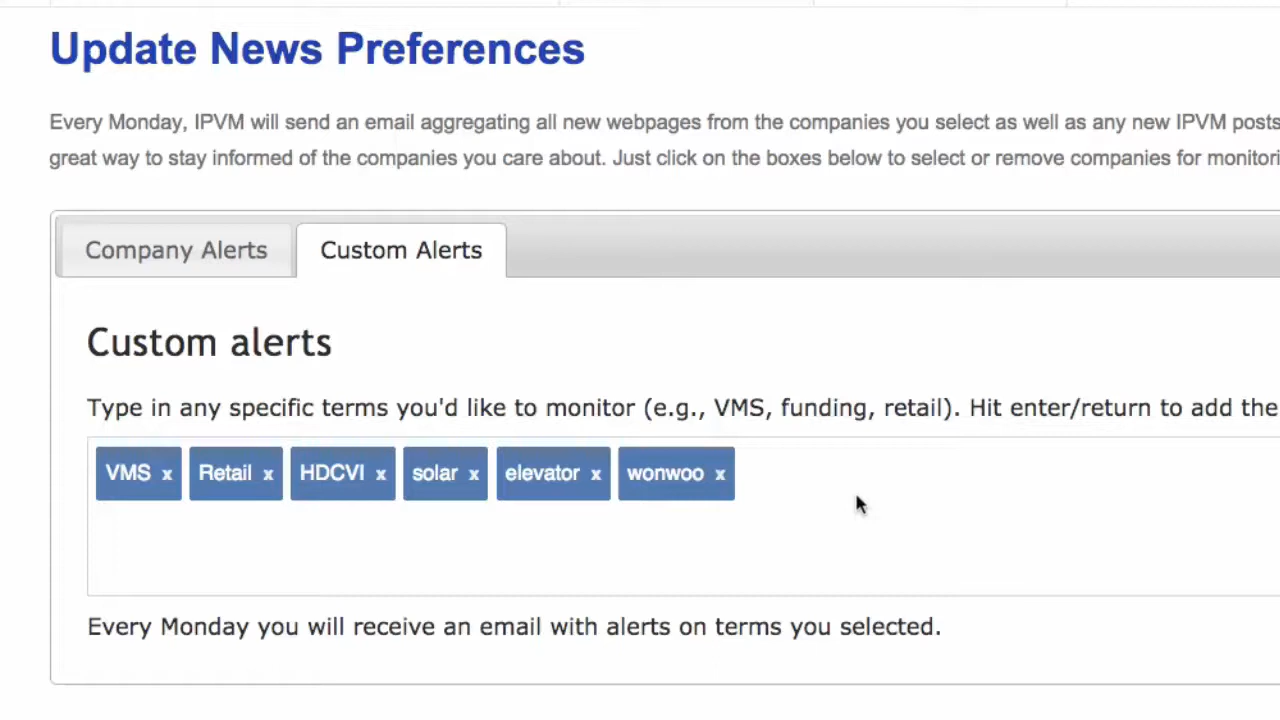 Update News Preferences
Every Monday, IPVM will send an email aggregating all new webpages from the companies you select as well as any new IPVM posts
great way to stay informed of the companies you care about. Just click on the boxes below to select or remove companies for monitori
Company Alerts Custom Alerts
Custom alerts
Type in any specific terms you'd like to monitor (e.g., VMS, funding, retail). Hit enter/return to add the
VMS x Retail x HDCVI x solar x elevator x wonwoo x
Every Monday you will receive an email with alerts on terms you selected.